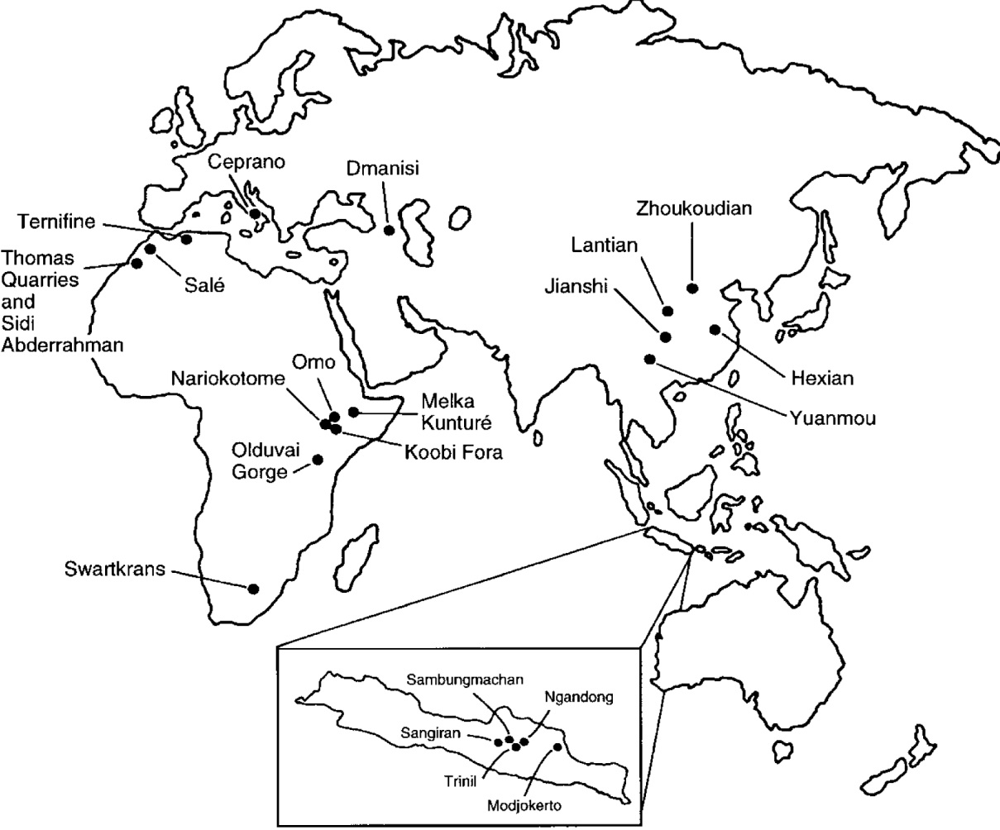 Ceprano
Dmanisi
Ternifine
Zhoukoudian
Lantian
Thomas
Quarries
and
Sidi
Abderrahman
Salé
Jianshi
Omo
Nariokotome
Hexian
Melka
Kunturé
Yuanmou
Koobi Fora
Olduvai
Gorge
Swartkrans
Sambungmachan
Ngandong
Sangiran
Trinil
Modjokerto